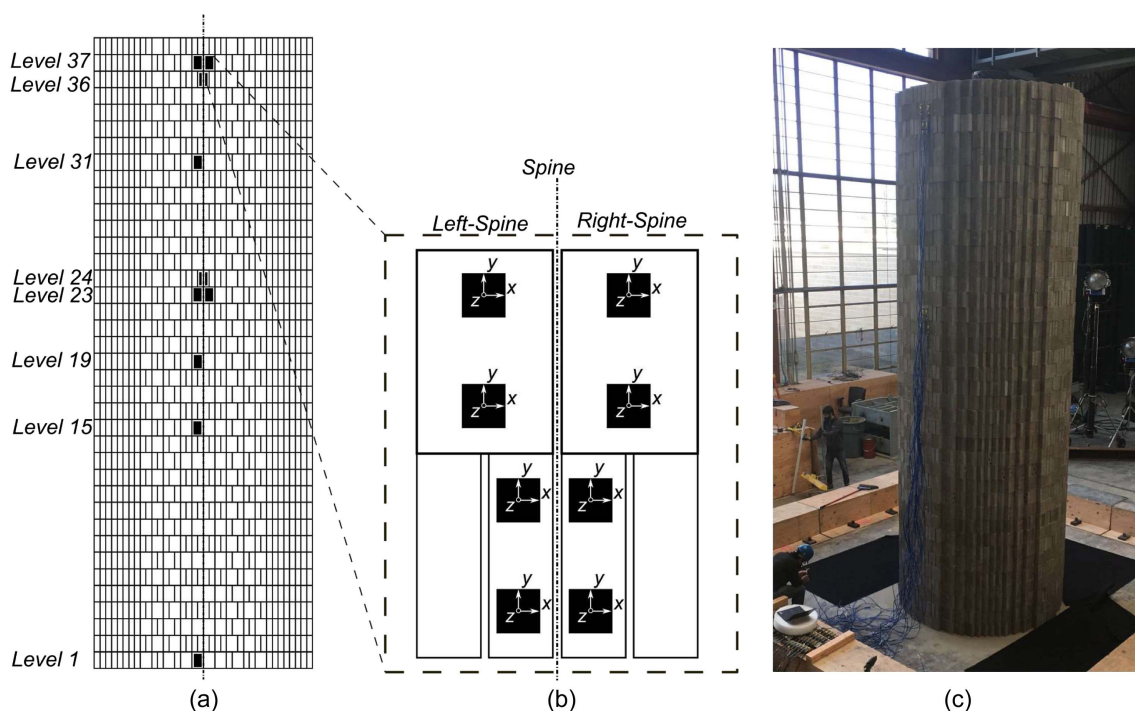 Level 37
Level 36
Level 31
Level 24
Level 23
Level 19
Level 15
Level 1
(a)
Spine
Left-Spine Right-Spine
y y
z x z x
y y
z x z x
y y
z x z x
y y
z x z x
(b)
(c)